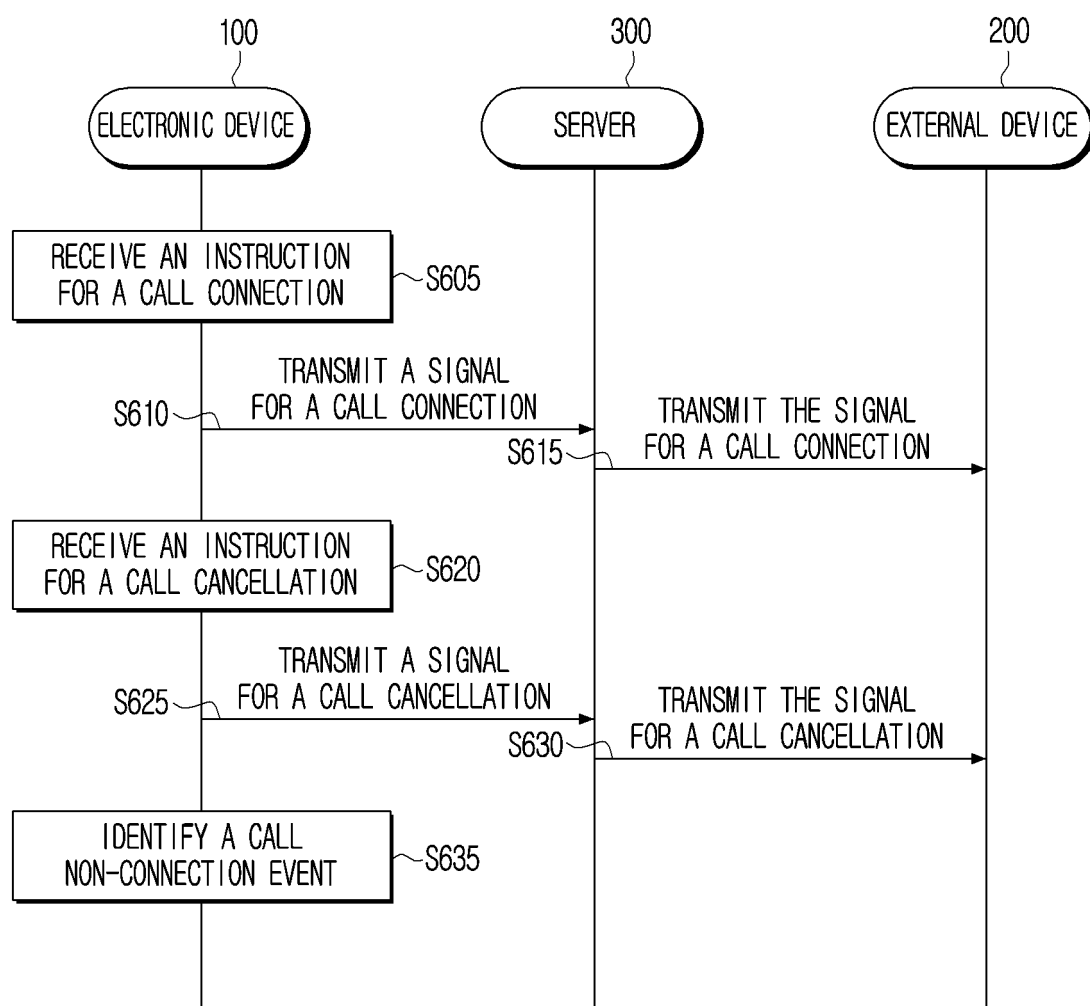 100
300
200
ELECTRONIC DEVICE
SERVER
EXTERNAL DEVICE
RECEIVE AN INSTRUCTION
FOR A CALL CONNECTION
S605
TRANSMIT A SIGNAL
FOR A CALL CONNECTION
S610
TRANSMIT THE SIGNAL
FOR A CALL CONNECTION
S615
RECEIVE AN INSTRUCTION
FOR A CALL CANCELLATION
S620
TRANSMIT A SIGNAL
FOR A CALL CANCELLATION
S625
TRANSMIT THE SIGNAL
FOR A CALL CANCELLATION
S630
IDENTIFY A CALL
NON-CONNECTION EVENT
S635